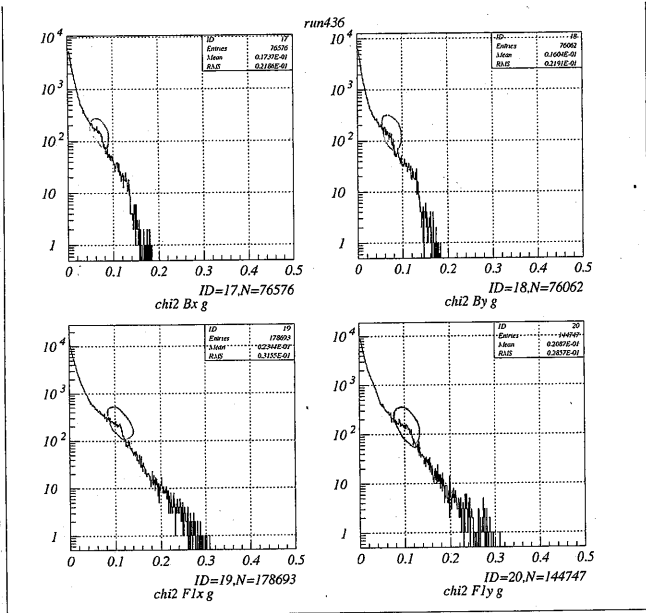 run436
ID 17
Entries 76576
Mean 0.1737E-01
RMS 0.2186E-01
10^4
10^3
10^2
10
1
0 0.1 0.2 0.3 0.4 0.5
ID=17,N=76576
chi2 Bx g
ID 18
Entries 76062
Mean 0.1604E-01
RMS 0.2191E-01
10^4
10^3
10^2
10
1
0 0.1 0.2 0.3 0.4 0.5
ID=18,N=76062
chi2 By g
ID 19
Entries 178693
Mean 0.2344E-01
RMS 0.3155E-01
10^4
10^3
10^2
10
1
0 0.1 0.2 0.3 0.4 0.5
ID=19,N=178693
chi2 F1x g
ID 20
Entries 144747
Mean 0.2087E-01
RMS
10^4
10^3
10^2
10
1
0 0.1 0.2 0.3 0.4 0.5
ID=20,N=144747
chi2 F1y g